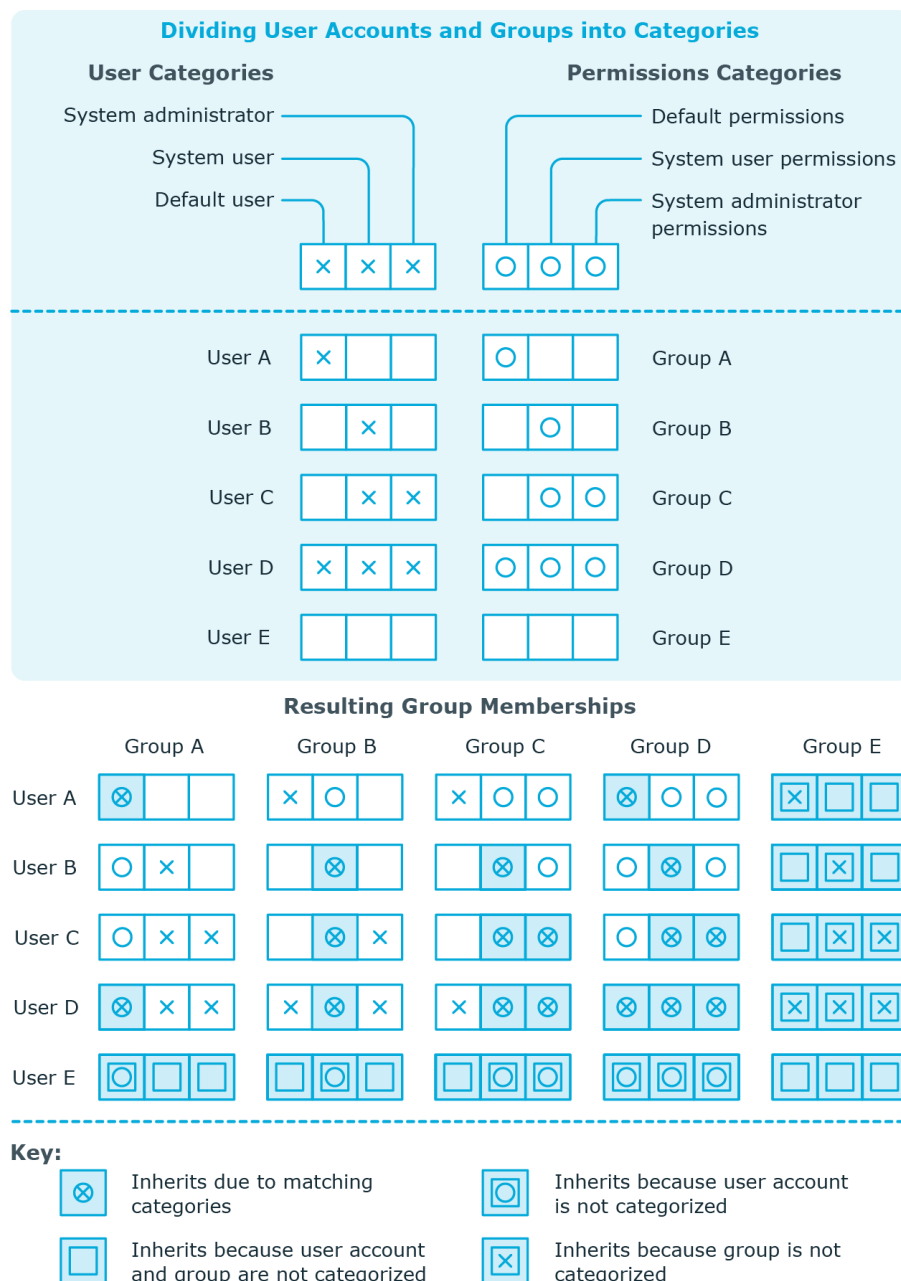 Dividing User Accounts and Groups into Categories
User Categories
Permissions Categories
System administrator
Default permissions
System user
System user permissions
Default user
System administrator
permissions
User A
Group A
User B
Group B
User C
Group C
User D
Group D
User E
Group E
Resulting Group Memberships
Group A Group B Group C Group D Group E
User A
User B
User C
User D
User E
Key:
Inherits due to matching
categories
Inherits because user account
is not categorized
Inherits because user account
and group are not categorized
Inherits because group is not
categorized